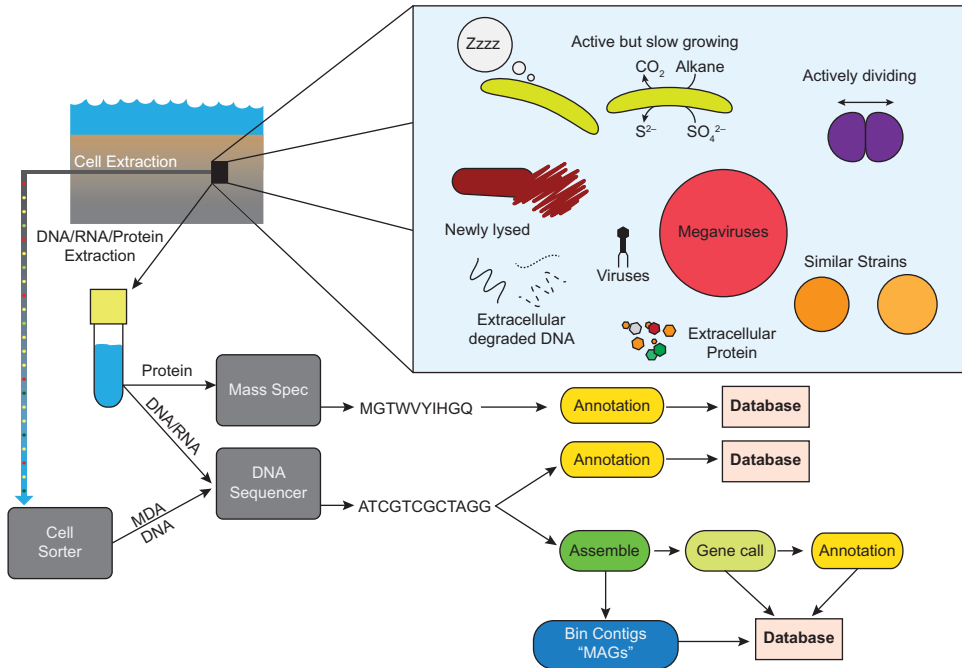 Zzzz
Active but slow growing
CO₂ Alkane
S²⁻ SO₄²⁻
Actively dividing
Cell Extraction
Newly lysed
Megaviruses
Viruses
Similar Strains
Extracellular
degraded DNA
Extracellular
Protein
DNA/RNA/Protein
Extraction
Protein
Mass Spec
MGTWVYIHGQ
Annotation
Database
DNA/RNA
DNA
Sequencer
ATCGTCGCTAGG
Annotation
Database
MDA
DNA
Cell
Sorter
Assemble
Gene call
Annotation
Bin Contigs
“MAGs”
Database